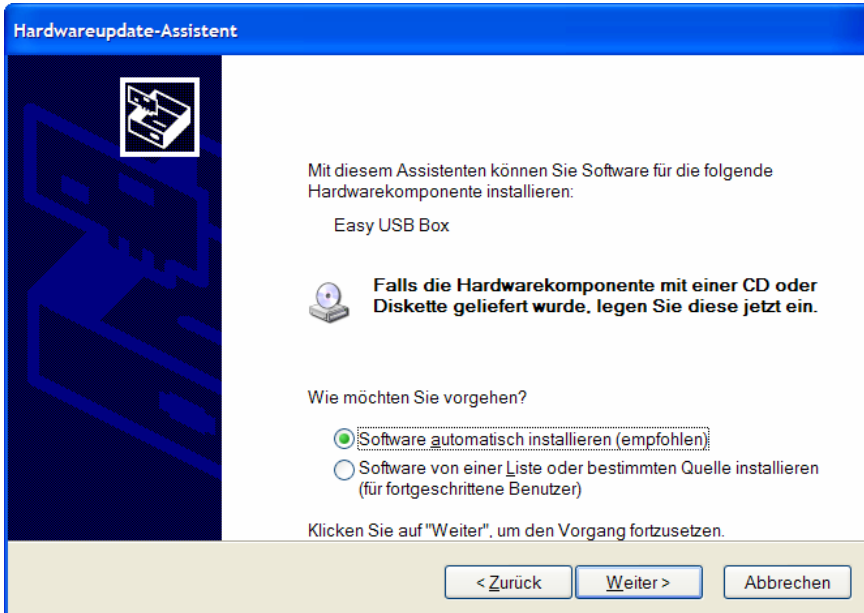 Hardwareupdate-Assistent
Mit diesem Assistenten können Sie Software für die folgende
Hardwarekomponente installieren:
Easy USB Box
Falls die Hardwarekomponente mit einer CD oder
Diskette geliefert wurde, legen Sie diese jetzt ein.
Wie möchten Sie vorgehen?
Software automatisch installieren (empfohlen)
Software von einer Liste oder bestimmten Quelle installieren
(für fortgeschrittene Benutzer)
Klicken Sie auf "Weiter", um den Vorgang fortzusetzen.
< Zurück Weiter > Abbrechen